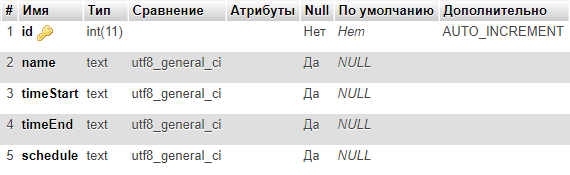 # Имя Тип Сравнение Атрибуты Null По умолчанию Дополнительно
1 id int(11) Нет Нет AUTO_INCREMENT
2 name text utf8_general_ci Да NULL
3 timeStart text utf8_general_ci Да NULL
4 timeEnd text utf8_general_ci Да NULL
5 schedule text utf8_general_ci Да NULL